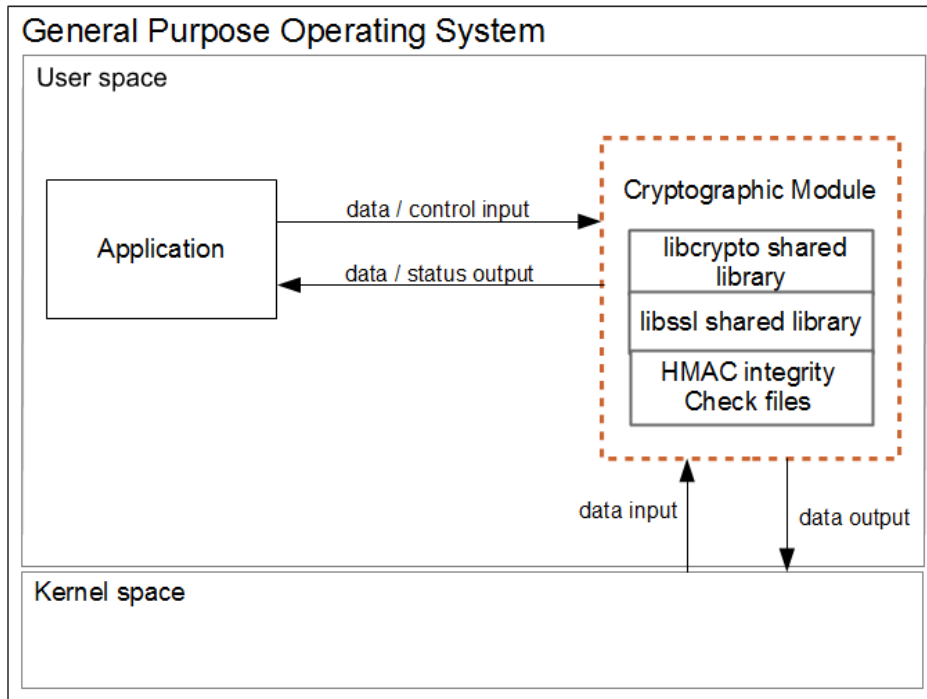 General Purpose Operating System
User space
Application
data / control input
data / status output
Cryptographic Module
libcrypto shared
library
libssl shared library
HMAC integrity
Check files
data input
data output
Kernel space